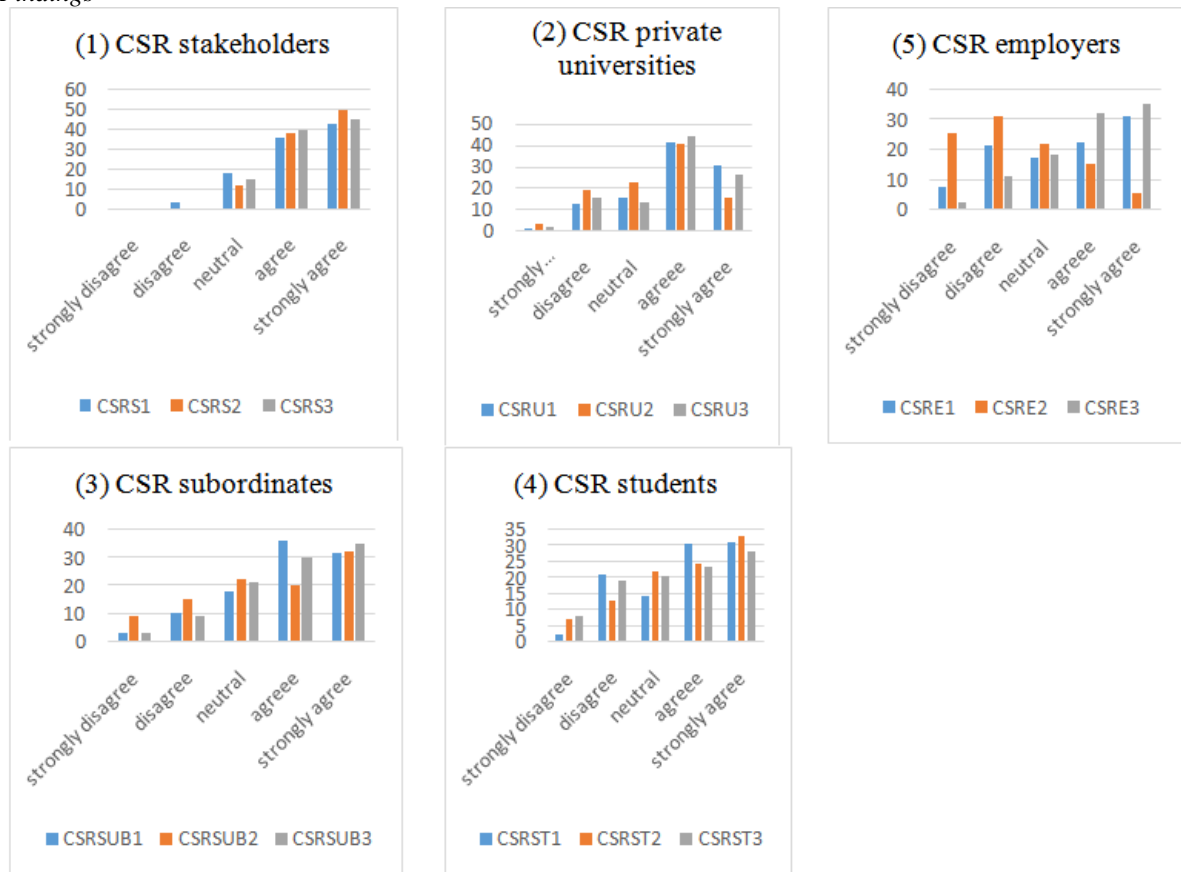 Findings
(1) CSR stakeholders
60
50
40
30
20
10
0
strongly disagree
disagree
neutral
agree
strongly agree
CSRS1 CSRS2 CSRS3
(2) CSR private
universities
50
40
30
20
10
0
strongly...
disagree
neutral
agreee
strongly agree
CSRU1 CSRU2 CSRU3
(5) CSR employers
40
30
20
10
0
strongly disagree
disagree
neutral
agreee
strongly agree
CSRE1 CSRE2 CSRE3
(3) CSR subordinates
40
30
20
10
0
strongly disagree
disagree
neutral
agreee
strongly agree
CSRSUB1 CSRSUB2 CSRSUB3
(4) CSR students
35
30
25
20
15
10
5
0
strongly disagree
disagree
neutral
agreee
strongly agree
CSRST1 CSRST2 CSRST3